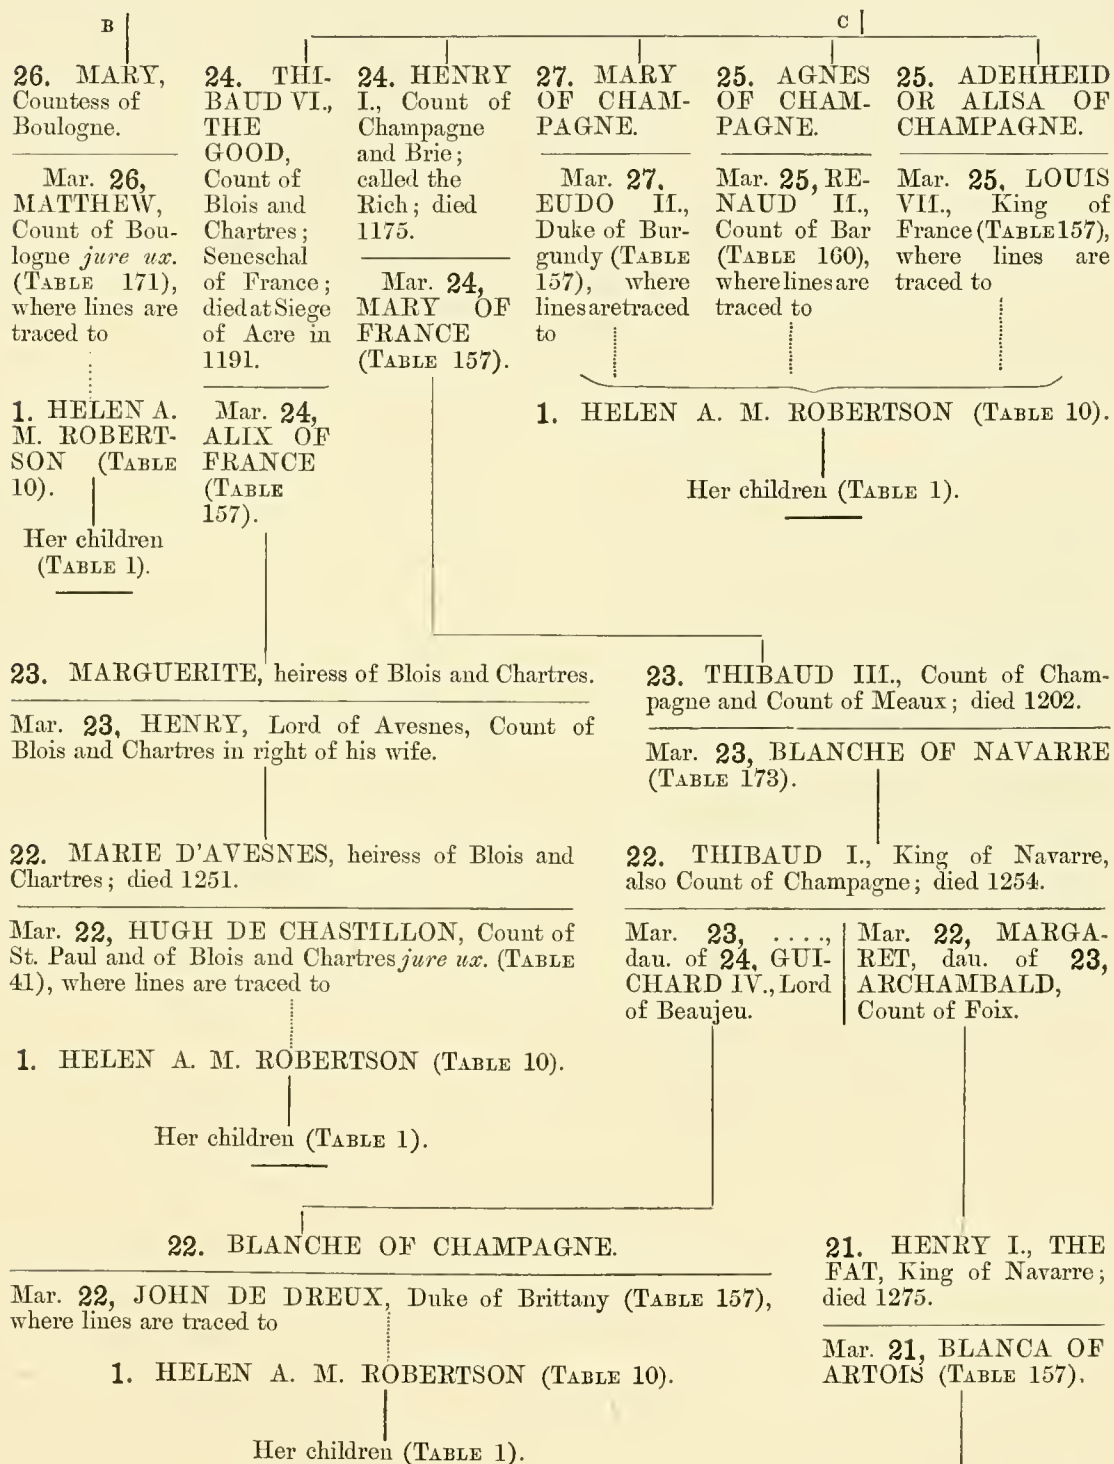 B
C
26. MARY,
Countess of
Boulogne.
Mar. 26,
MATTHEW,
Count of Bou-
logne jure ux.
(TABLE 171),
where lines are
traced to
1. HELEN A.
M. ROBERT-
SON (TABLE
10).
Her children
(TABLE 1).
24. THI-
BAUD VI.,
THE
GOOD,
Count of
Blois and
Chartres;
Seneschal
of France;
died at Siege
of Acre in
1191.
Mar. 24,
ALIX OF
FRANCE
(TABLE
157).
24. HENRY
I., Count of
Champagne
and Brie;
called the
Rich; died
1175.
Mar. 24,
MARY OF
FRANCE
(TABLE 157).
27. MARY
OF CHAM-
PAGNE.
Mar. 27,
EUDO II.,
Duke of Bur-
gundy (TABLE
157), where
lines are traced
to
25. AGNES
OF CHAM-
PAGNE.
Mar. 25, RE-
NAUD II.,
Count of Bar
(TABLE 160),
where lines are
traced to
25. ADEHHEID
OR ALISA OF
CHAMPAGNE.
Mar. 25, LOUIS
VII., King of
France (TABLE 157),
where lines are
traced to
1. HELEN A. M. ROBERTSON (TABLE 10).
Her children (TABLE 1).
23. MARGUERITE, heiress of Blois and Chartres.
Mar. 23, HENRY, Lord of Avesnes, Count of
Blois and Chartres in right of his wife.
22. MARIE D'AVESNES, heiress of Blois and
Chartres; died 1251.
Mar. 22, HUGH DE CHASTILLON, Count of
St. Paul and of Blois and Chartres jure ux. (TABLE
41), where lines are traced to
1. HELEN A. M. ROBERTSON (TABLE 10).
Her children (TABLE 1).
23. THIBAUD III., Count of Cham-
pagne and Count of Meaux; died 1202.
Mar. 23, BLANCHE OF NAVARRE
(TABLE 173).
22. THIBAUD I., King of Navarre,
also Count of Champagne; died 1254.
Mar. 23, ....,
dau. of 24, GUI-
CHARD IV., Lord
of Beaujeu.
Mar. 22, MARGA-
RET, dau. of 23,
ARCHAMBALD,
Count of Foix.
22. BLANCHE OF CHAMPAGNE.
Mar. 22, JOHN DE DREUX, Duke of Brittany (TABLE 157),
where lines are traced to
1. HELEN A. M. ROBERTSON (TABLE 10).
Her children (TABLE 1).
21. HENRY I., THE
FAT, King of Navarre;
died 1275.
Mar. 21, BLANCA OF
ARTOIS (TABLE 157).